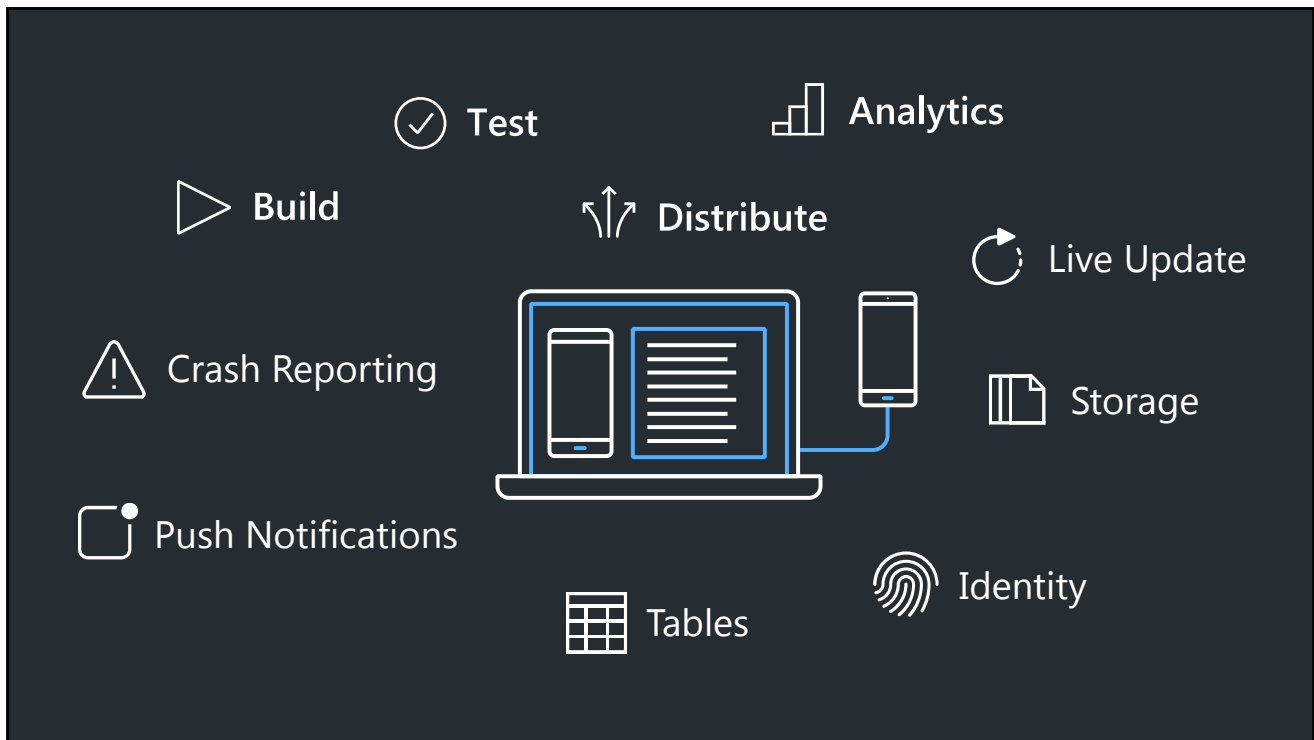 Test
Analytics
Build
Distribute
Live Update
Crash Reporting
Storage
Push Notifications
Identity
Tables